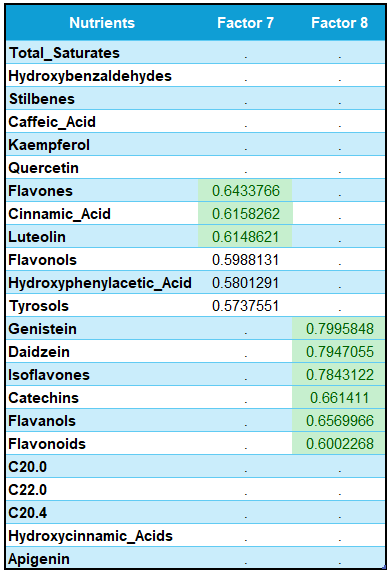 Nutrients Factor 7 Factor 8
Total_Saturates . .
Hydroxybenzaldehydes . .
Stilbenes . .
Caffeic_Acid . .
Kaempferol . .
Quercetin . .
Flavones 0.6433766 .
Cinnamic_Acid 0.6158262 .
Luteolin 0.6148621 .
Flavonols 0.5988131 .
Hydroxyphenylacetic_Acid 0.5801291 .
Tyrosols 0.5737551 .
Genistein . 0.7995848
Daidzein . 0.7947055
Isoflavones . 0.7843122
Catechins . 0.661411
Flavanols . 0.6569966
Flavonoids . 0.6002268
C20.0 . .
C22.0 . .
C20.4 . .
Hydroxycinnamic_Acids . .
Apigenin . .